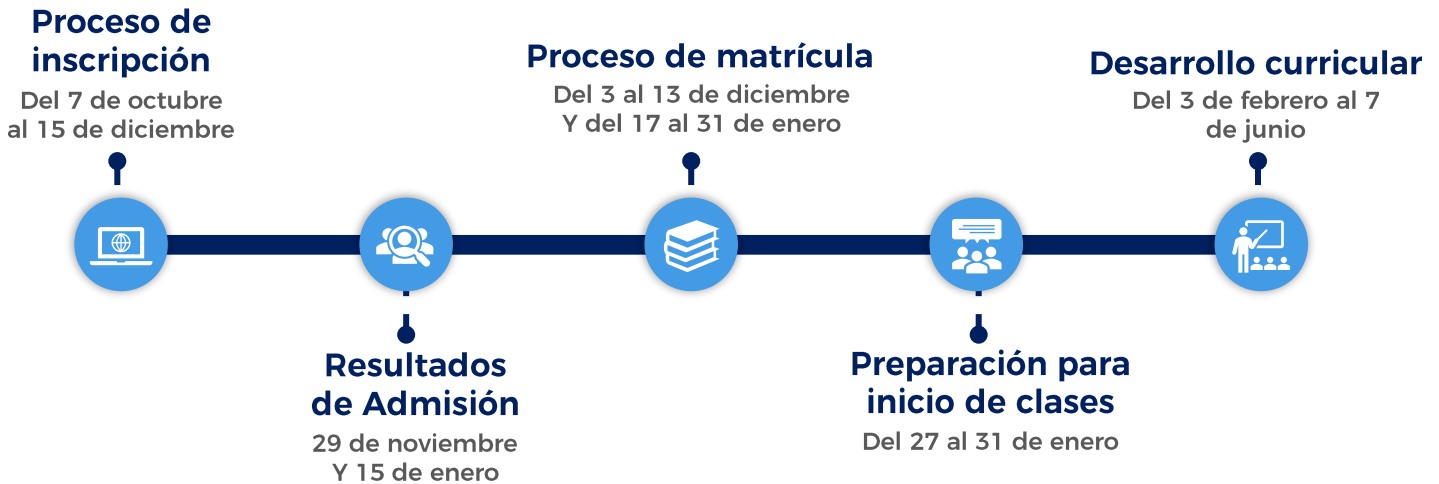 Proceso de
inscripción
Del 7 de octubre
al 15 de diciembre
Resultados
de Admisión
29 de noviembre
Y 15 de enero
Proceso de matrícula
Del 3 al 13 de diciembre
Y del 17 al 31 de enero
Preparación para
inicio de clases
Del 27 al 31 de enero
Desarrollo curricular
Del 3 de febrero al 7
de junio